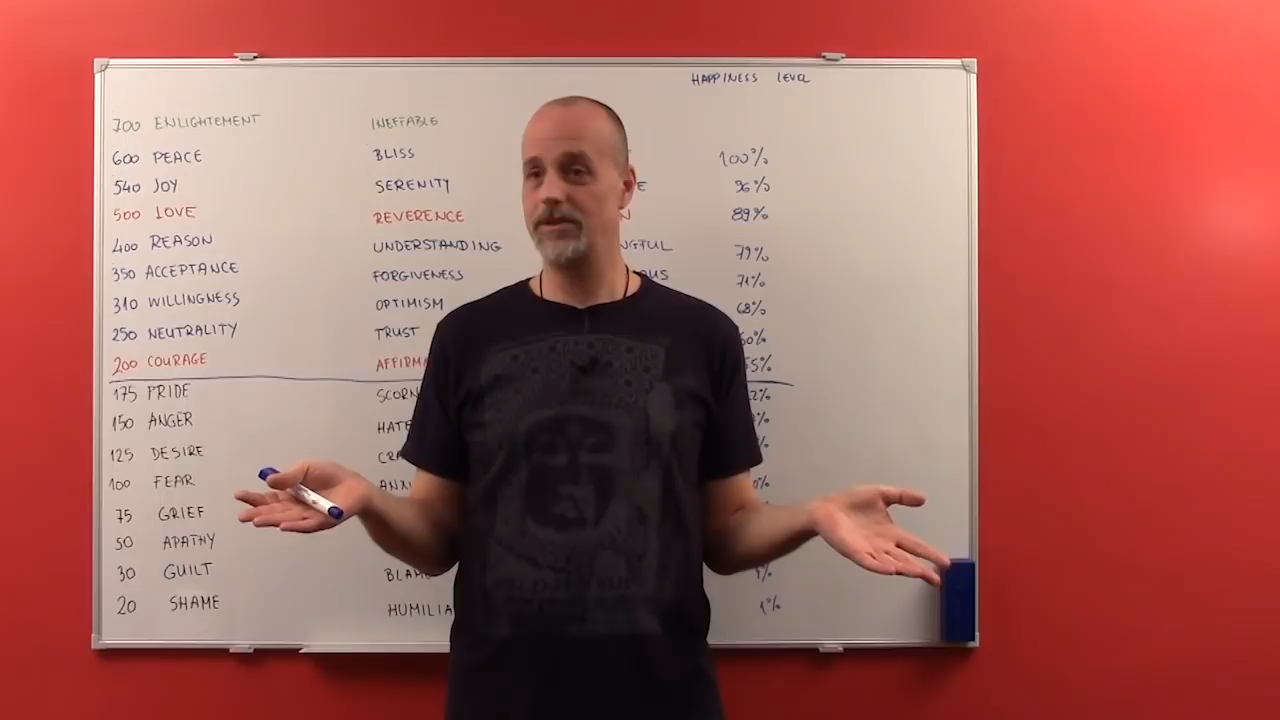 HAPPINESS LEVEL
700 ENLIGHTEMENT INEFFABLE
600 PEACE BLISS 100%
540 JOY SERENITY 96%
500 LOVE REVERENCE 89%
400 REASON UNDERSTANDING 79%
350 ACCEPTANCE FORGIVENESS 71%
310 WILLINGNESS OPTIMISM 68%
250 NEUTRALITY TRUST
200 COURAGE
175 PRIDE
150 ANGER
125 DESIRE
100 FEAR
75 GRIEF
50 APATHY
30 GUILT
20 SHAME 1%